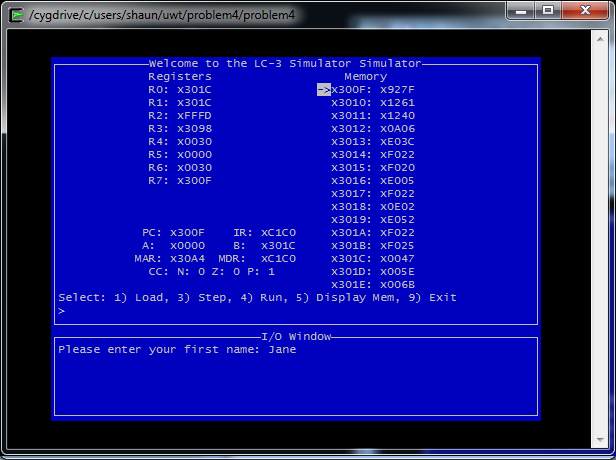 /cygdrive/c/users/shaun/uwt/problem4/problem4
Welcome to the LC-3 Simulator Simulator
Registers Memory
R0: x301C ->x300F: x927F
R1: x301C x3010: x1261
R2: xFFFD x3011: x1240
R3: x3098 x3012: x0A06
R4: x0030 x3013: xE03C
R5: x0000 x3014: xF022
R6: x0030 x3015: xF020
R7: x300F x3016: xE005
x3017: xF022
x3018: x0E02
x3019: xE052
PC: x300F IR: xC1C0 x301A: xF022
A: x0000 B: x301C x301B: xF025
MAR: x30A4 MDR: xC1C0 x301C: x0047
CC: N: 0 Z: 0 P: 1 x301D: x005E
x301E: x006B
Select: 1) Load, 3) Step, 4) Run, 5) Display Mem, 9) Exit
>
I/O Window
Please enter your first name: Jane